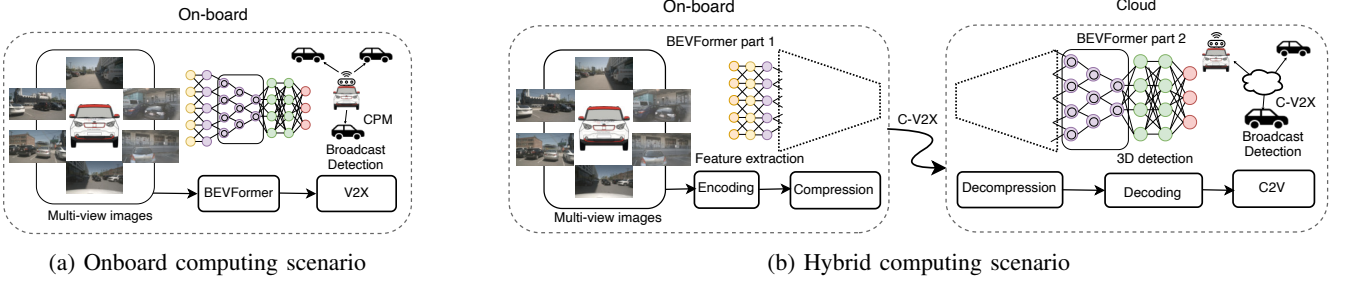 On-board
CPM
Broadcast
Detection
BEVFormer
V2X
Multi-view images
(a) Onboard computing scenario
On-board
BEVFormer part 1
Feature extraction
Encoding
Compression
Multi-view images
C-V2X
Cloud
BEVFormer part 2
C-V2X
Broadcast
Detection
3D detection
Decompression
Decoding
C2V
(b) Hybrid computing scenario